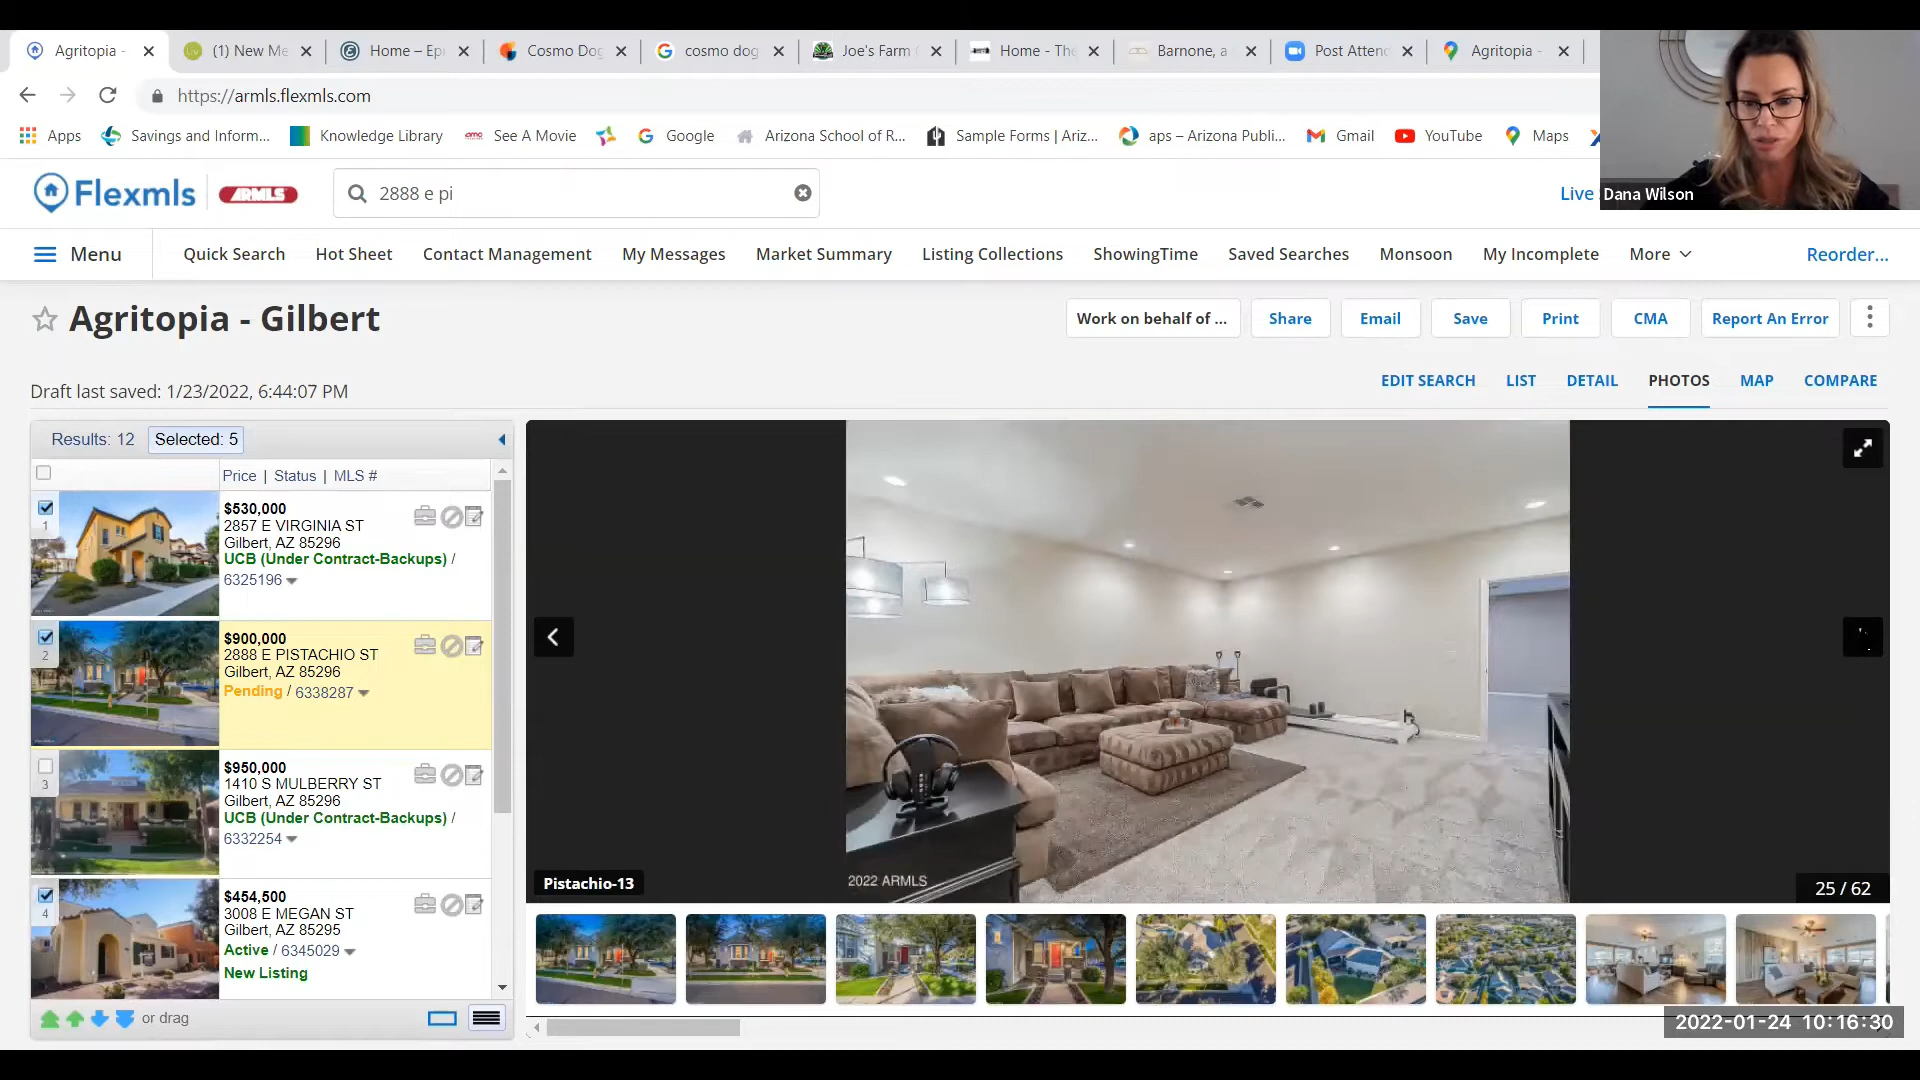 Agritopia -
(1) New Me
Home – Ep
Cosmo Dog
cosmo dog
Joe's Farm
Home - The
Barnone, a
Post Atten
Agritopia -
https://armls.flexmls.com
Apps
Savings and Inform...
Knowledge Library
See A Movie
Google
Arizona School of R...
Sample Forms | Ariz...
aps – Arizona Publi...
Gmail
YouTube
Maps
Flexmls
ARMLS
2888 e pi
Live
Dana Wilson
Menu
Quick Search
Hot Sheet
Contact Management
My Messages
Market Summary
Listing Collections
ShowingTime
Saved Searches
Monsoon
My Incomplete
More
Reorder...
Agritopia - Gilbert
Work on behalf of ...
Share
Email
Save
Print
CMA
Report An Error
Draft last saved: 1/23/2022, 6:44:07 PM
EDIT SEARCH
LIST
DETAIL
PHOTOS
MAP
COMPARE
Results: 12
Selected: 5
Price | Status | MLS #
1
$530,000
2857 E VIRGINIA ST
Gilbert, AZ 85296
UCB (Under Contract-Backups) /
6325196
2
$900,000
2888 E PISTACHIO ST
Gilbert, AZ 85296
Pending / 6338287
3
$950,000
1410 S MULBERRY ST
Gilbert, AZ 85296
UCB (Under Contract-Backups) /
6332254
4
$454,500
3008 E MEGAN ST
Gilbert, AZ 85295
Active / 6345029
New Listing
or drag
Pistachio-13
2022 ARMLS
25 / 62
2022-01-24 10:16:30